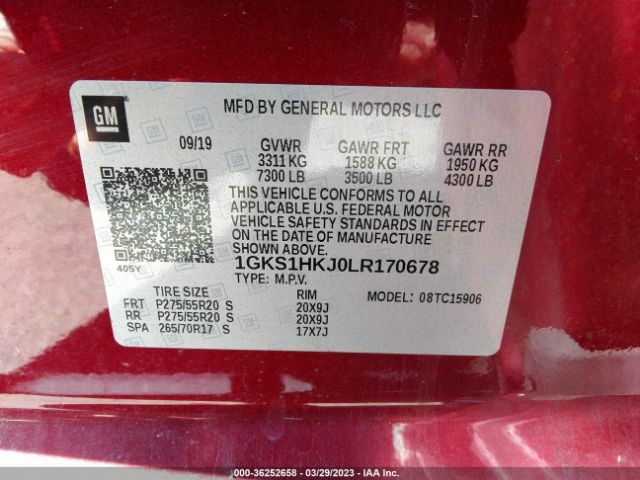 GM
MFD BY GENERAL MOTORS LLC
09/19 GVWR GAWR FRT GAWR RR
3311 KG 1588 KG 1950 KG
7300 LB 3500 LB 4300 LB
THIS VEHICLE CONFORMS TO ALL
APPLICABLE U.S. FEDERAL MOTOR
VEHICLE SAFETY STANDARDS IN EFFECT
ON THE DATE OF MANUFACTURE
SHOWN ABOVE.
405Y 1GKS1HKJ0LR170678
TYPE: M.P.V.
TIRE SIZE RIM MODEL: 08TC15906
FRT P275/55R20 S 20X9J
RR P275/55R20 S 20X9J
SPA 265/70R17 S 17X7J
000-36252658 - 03/29/2023 - IAA Inc.